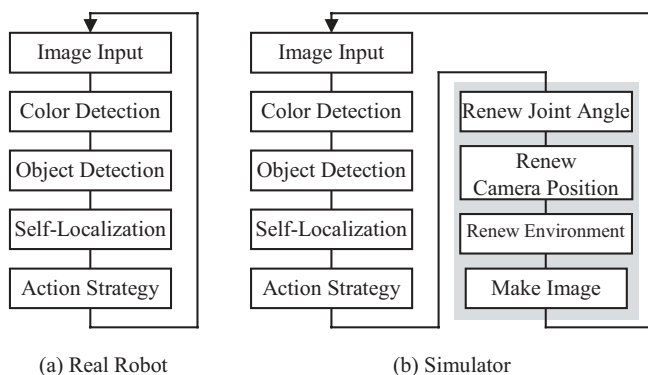 Image Input
Color Detection
Object Detection
Self-Localization
Action Strategy
(a) Real Robot
Image Input
Color Detection
Object Detection
Self-Localization
Action Strategy
Renew Joint Angle
Renew
Camera Position
Renew Environment
Make Image
(b) Simulator